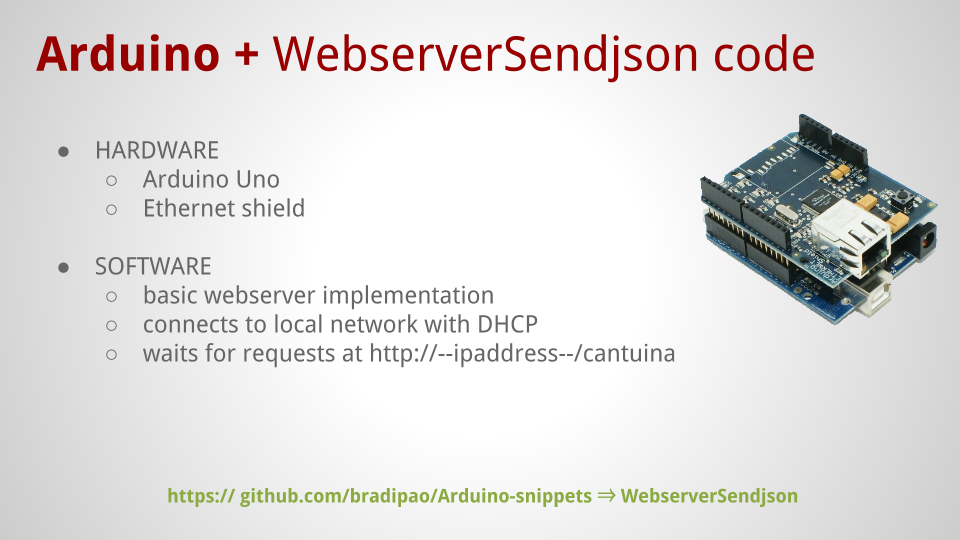 Arduino + WebserverSendjson code
● HARDWARE
○ Arduino Uno
○ Ethernet shield
● SOFTWARE
○ basic webserver implementation
○ connects to local network with DHCP
○ waits for requests at http://--ipaddress--/cantuina
https:// github.com/bradipao/Arduino-snippets ⇒ WebserverSendjson